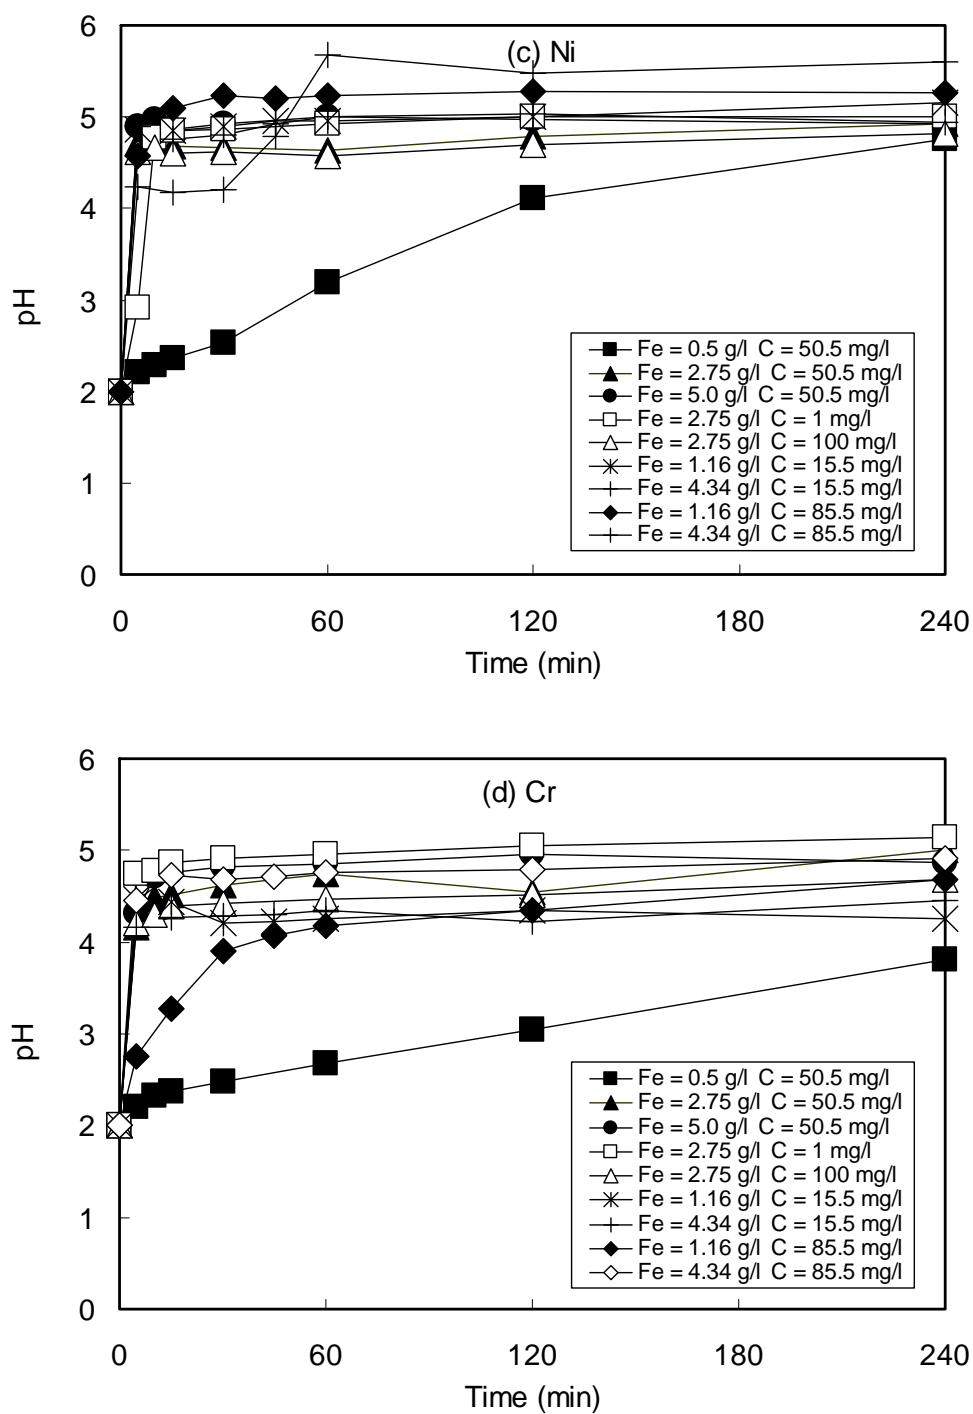 (c) Ni
6
5
4
3
2
1
0
pH
Fe = 0.5 g/l C = 50.5 mg/l
Fe = 2.75 g/l C = 50.5 mg/l
Fe = 5.0 g/l C = 50.5 mg/l
Fe = 2.75 g/l C = 1 mg/l
Fe = 2.75 g/l C = 100 mg/l
Fe = 1.16 g/l C = 15.5 mg/l
Fe = 4.34 g/l C = 15.5 mg/l
Fe = 1.16 g/l C = 85.5 mg/l
Fe = 4.34 g/l C = 85.5 mg/l
0 60 120 180 240
Time (min)
(d) Cr
6
5
4
3
2
1
0
pH
Fe = 0.5 g/l C = 50.5 mg/l
Fe = 2.75 g/l C = 50.5 mg/l
Fe = 5.0 g/l C = 50.5 mg/l
Fe = 2.75 g/l C = 1 mg/l
Fe = 2.75 g/l C = 100 mg/l
Fe = 1.16 g/l C = 15.5 mg/l
Fe = 4.34 g/l C = 15.5 mg/l
Fe = 1.16 g/l C = 85.5 mg/l
Fe = 4.34 g/l C = 85.5 mg/l
0 60 120 180 240
Time (min)